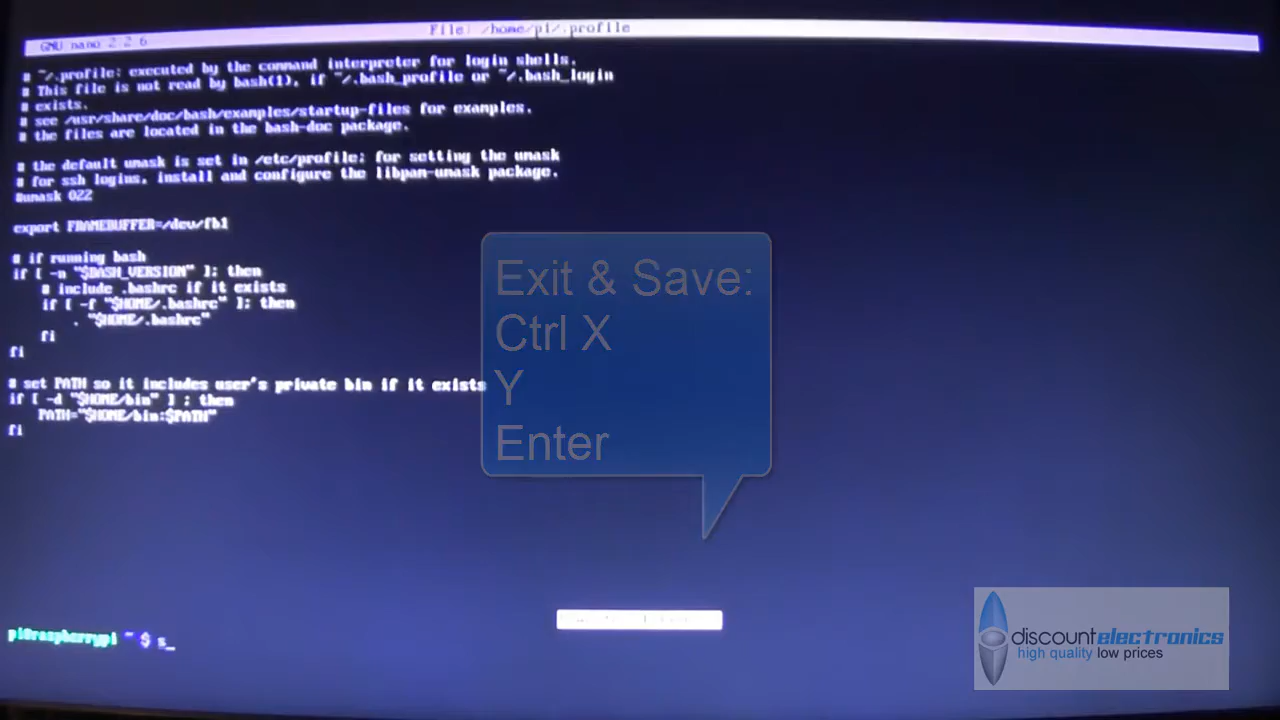 GNU nano 2.2.6
File: /home/pi/.profile
# ~/.profile: executed by the command interpreter for login shells.
# This file is not read by bash(1), if ~/.bash_profile or ~/.bash_login
# exists.
# see /usr/share/doc/bash/examples/startup-files for examples.
# the files are located in the bash-doc package.
# the default umask is set in /etc/profile; for setting the umask
# for ssh logins, install and configure the libpam-umask package.
#umask 022
export FRAMEBUFFER=/dev/fb1
# if running bash
if [ -n "$BASH_VERSION" ]; then
# include .bashrc if it exists
if [ -f "$HOME/.bashrc" ]; then
. "$HOME/.bashrc"
fi
fi
# set PATH so it includes user's private bin if it exists
if [ -d "$HOME/bin" ] ; then
PATH="$HOME/bin:$PATH"
fi
Exit & Save:
Ctrl X
Y
Enter
pi@raspberrypi ~ $ s_
discountelectronics
high quality low prices